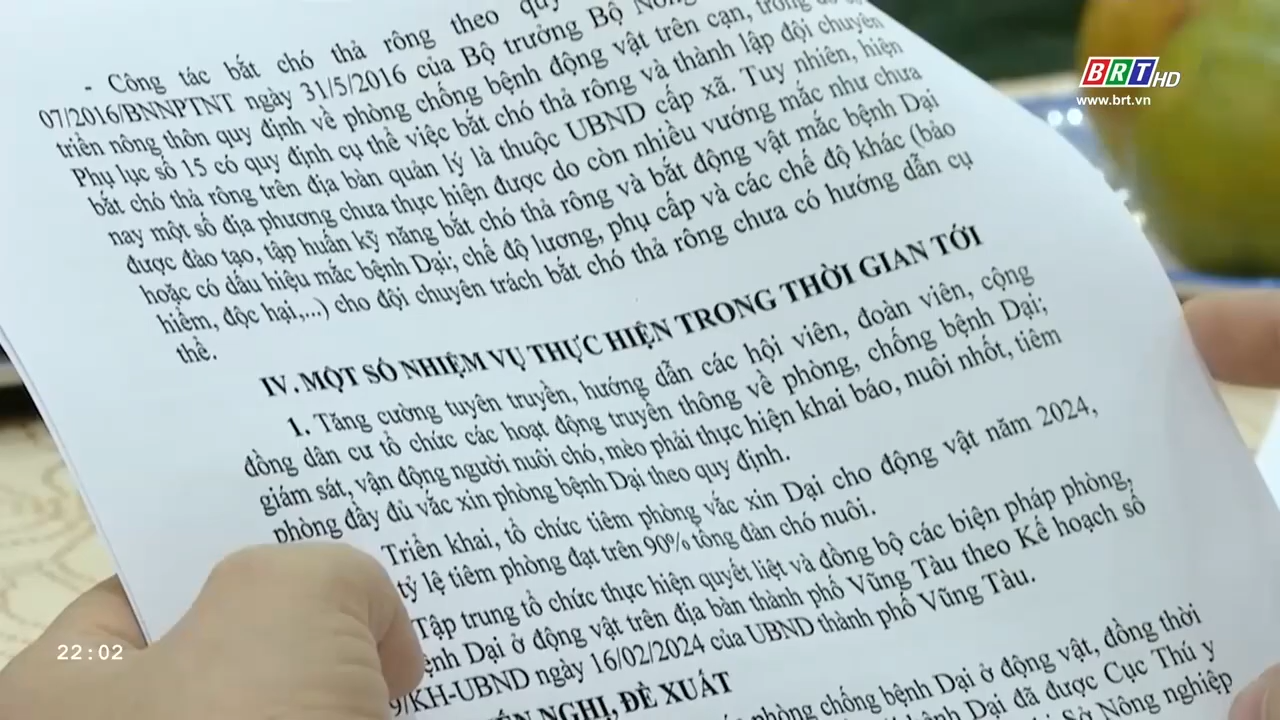 - Công tác bắt chó thả rông theo quy
07/2016/BNNPTNT ngày 31/5/2016 của Bộ trưởng Bộ Nông
triển nông thôn quy định về phòng chống bệnh động vật trên cạn, trong
Phụ lục số 15 có quy định cụ thể việc bắt chó thả rông và thành lập đội chuyên
bắt chó thả rông trên địa bàn quản lý là thuộc UBND cấp xã. Tuy nhiên, hiện
nay một số địa phương chưa thực hiện được do còn nhiều vướng mắc như chưa
được đào tạo, tập huấn kỹ năng bắt chó thả rông và bắt động vật mắc bệnh Dại
hoặc có dấu hiệu mắc bệnh Dại; chế độ lương, phụ cấp và các chế độ khác (bảo
hiểm, độc hại,...) cho đội chuyên trách bắt chó thả rông chưa có hướng dẫn cụ
thể.
IV. MỘT SỐ NHIỆM VỤ THỰC HIỆN TRONG THỜI GIAN TỚI
1. Tăng cường tuyên truyền, hướng dẫn các hội viên, đoàn viên, cộng
đồng dân cư tổ chức các hoạt động truyền thông về phòng, chống bệnh Dại;
giám sát, vận động người nuôi chó, mèo phải thực hiện khai báo, nuôi nhốt, tiêm
phòng đầy đủ vắc xin phòng bệnh Dại theo quy định.
Triển khai, tổ chức tiêm phòng vắc xin Dại cho động vật năm 2024,
tỷ lệ tiêm phòng đạt trên 90% tổng đàn chó nuôi.
Tập trung tổ chức thực hiện quyết liệt và đồng bộ các biện pháp phòng,
bệnh Dại ở động vật trên địa bàn thành phố Vũng Tàu theo Kế hoạch số
9/KH-UBND ngày 16/02/2024 của UBND thành phố Vũng Tàu.
NGHỊ, ĐỀ XUẤT
phòng chống bệnh Dại ở động vật, đồng thời
bệnh Dại đã được Cục Thú y
Sở Nông nghiệp
BRT HD
www.brt.vn
22:02